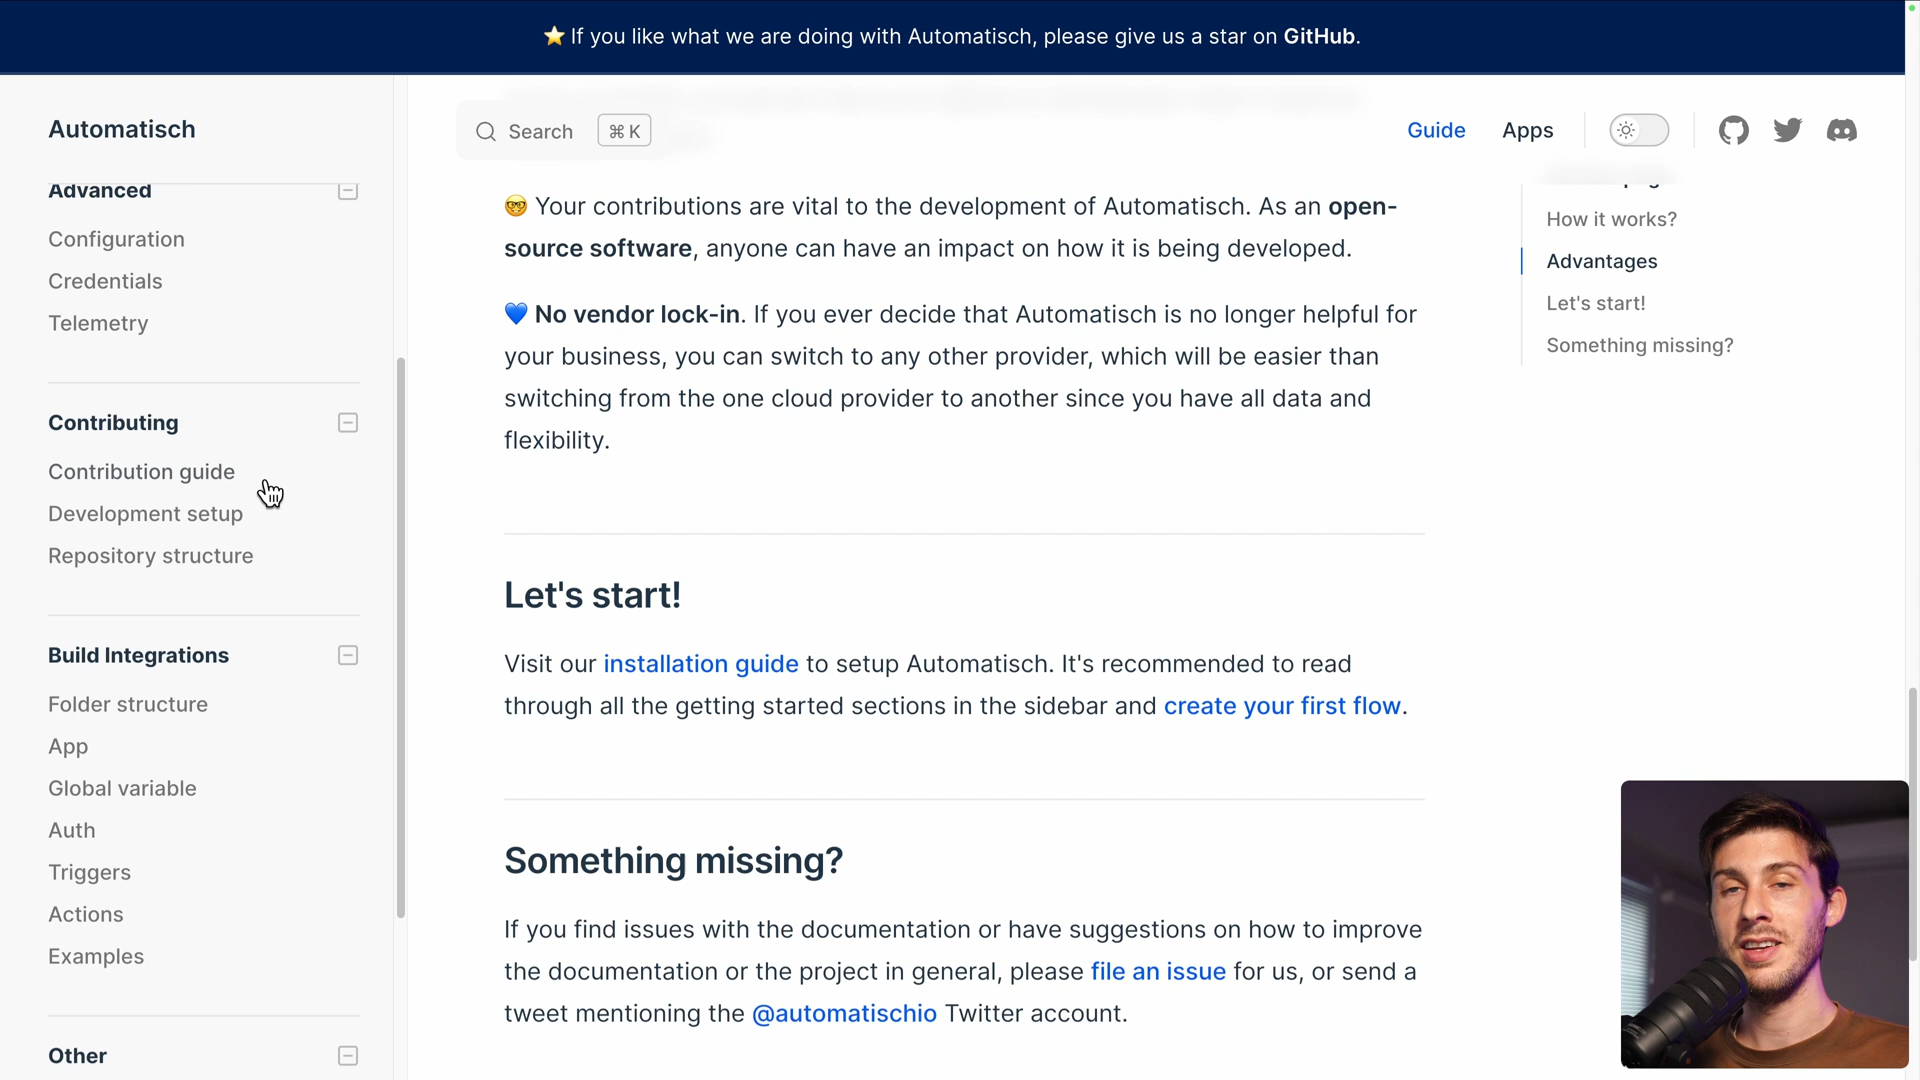 ⭐ If you like what we are doing with Automatisch, please give us a star on GitHub.
Automatisch
Search
⌘ K
Guide
Apps
Advanced
Configuration
Credentials
Telemetry
Contributing
Contribution guide
Development setup
Repository structure
Build Integrations
Folder structure
App
Global variable
Auth
Triggers
Actions
Examples
Other
🤓 Your contributions are vital to the development of Automatisch. As an open-
source software, anyone can have an impact on how it is being developed.
💙 No vendor lock-in. If you ever decide that Automatisch is no longer helpful for
your business, you can switch to any other provider, which will be easier than
switching from the one cloud provider to another since you have all data and
flexibility.
Let's start!
Visit our installation guide to setup Automatisch. It's recommended to read
through all the getting started sections in the sidebar and create your first flow.
Something missing?
If you find issues with the documentation or have suggestions on how to improve
the documentation or the project in general, please file an issue for us, or send a
tweet mentioning the @automatischio Twitter account.
How it works?
Advantages
Let's start!
Something missing?